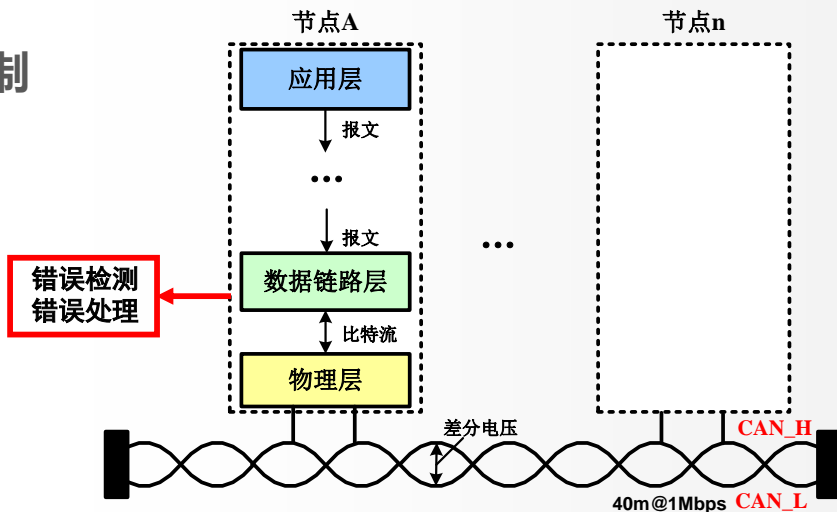 节点A
节点n
制
应用层
报文
...
报文
...
错误检测
错误处理
数据链路层
比特流
物理层
差分电压
CAN_H
40m@1Mbps CAN_L